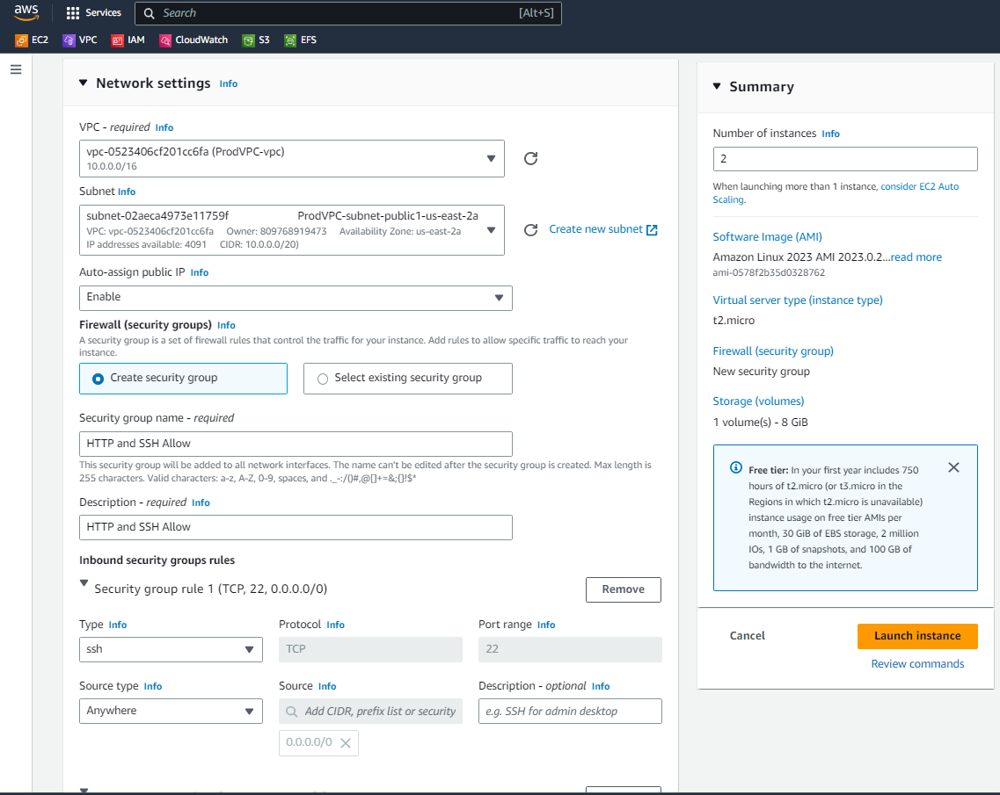 aws
Services
Search
[Alt+S]
EC2
VPC
IAM
CloudWatch
S3
EFS
Network settings Info
VPC - required Info
vpc-0523406cf201cc6fa (ProdVPC-vpc)
10.0.0.0/16
Subnet Info
subnet-02aeca4973e11759f ProdVPC-subnet-public1-us-east-2a
VPC: vpc-0523406cf201cc6fa Owner: 809768919473 Availability Zone: us-east-2a
IP addresses available: 4091 CIDR: 10.0.0.0/20)
Create new subnet
Auto-assign public IP Info
Enable
Firewall (security groups) Info
A security group is a set of firewall rules that control the traffic for your instance. Add rules to allow specific traffic to reach your
instance.
Create security group
Select existing security group
Security group name - required
HTTP and SSH Allow
This security group will be added to all network interfaces. The name can't be edited after the security group is created. Max length is
255 characters. Valid characters: a-z, A-Z, 0-9, spaces, and ._-:/()#,@[]+=&;{}!$*
Description - required Info
HTTP and SSH Allow
Inbound security groups rules
Security group rule 1 (TCP, 22, 0.0.0.0/0)
Remove
Type Info
Protocol Info
Port range Info
ssh
TCP
22
Source type Info
Source Info
Description - optional Info
Anywhere
Add CIDR, prefix list or security
e.g. SSH for admin desktop
0.0.0.0/0
Summary
Number of instances Info
2
When launching more than 1 instance, consider EC2 Auto
Scaling.
Software Image (AMI)
Amazon Linux 2023 AMI 2023.0.2...read more
ami-0578f2b35d0328762
Virtual server type (instance type)
t2.micro
Firewall (security group)
New security group
Storage (volumes)
1 volume(s) - 8 GiB
Free tier: In your first year includes 750
hours of t2.micro (or t3.micro in the
Regions in which t2.micro is unavailable)
instance usage on free tier AMIs per
month, 30 GiB of EBS storage, 2 million
IOs, 1 GB of snapshots, and 100 GB of
bandwidth to the internet.
Cancel
Launch instance
Review commands